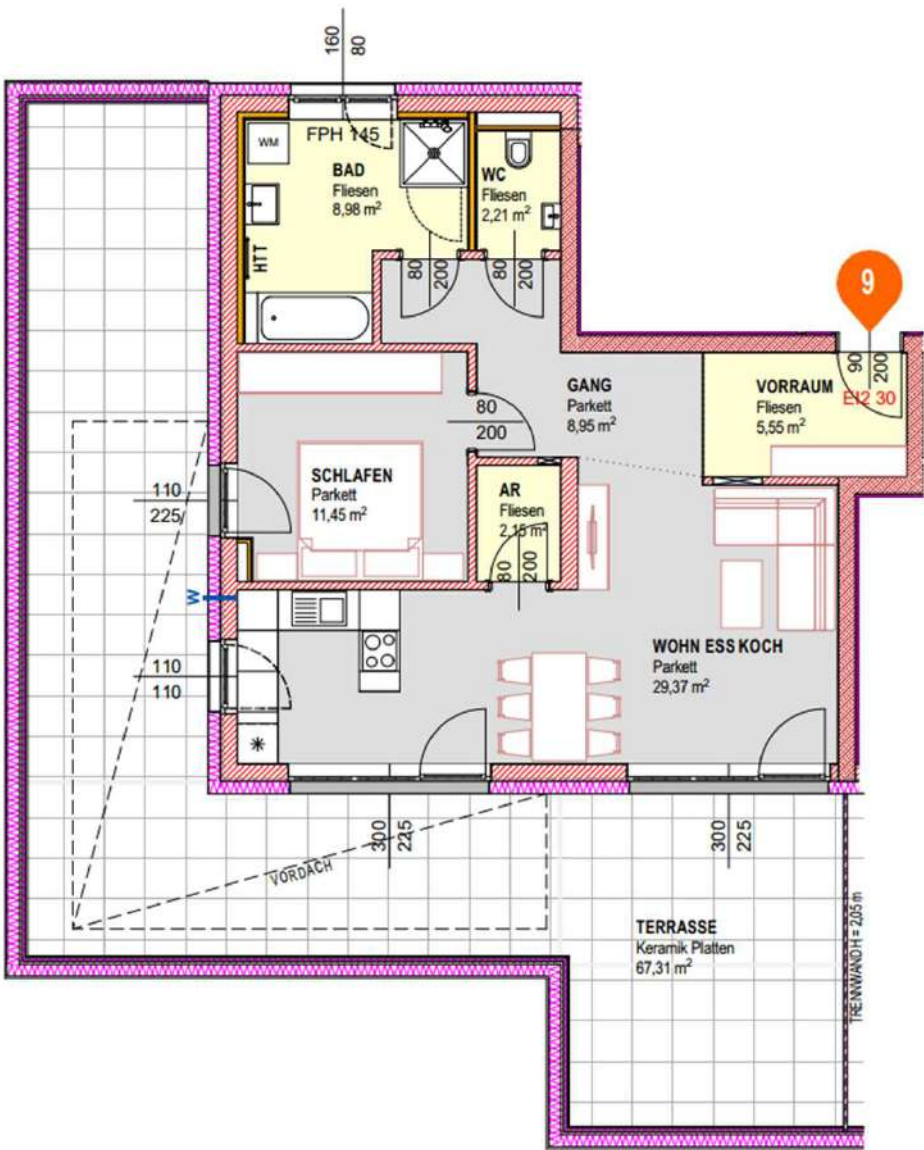 160
80
FPH 145
WM
BAD
Fliesen
8,98 m²
HTT
WC
Fliesen
2,21 m²
80
200
80
200
9
90
200
EI2 30
VORRAUM
Fliesen
5,55 m²
GANG
Parkett
8,95 m²
80
200
SCHLAFEN
Parkett
11,45 m²
110
225
AR
Fliesen
2,15 m²
80
200
W
110
110
WOHN ESS KOCH
Parkett
29,37 m²
300
225
300
225
VORDACH
TERRASSE
Keramik Platten
67,31 m²
TRENNWAND H = 2,05 m